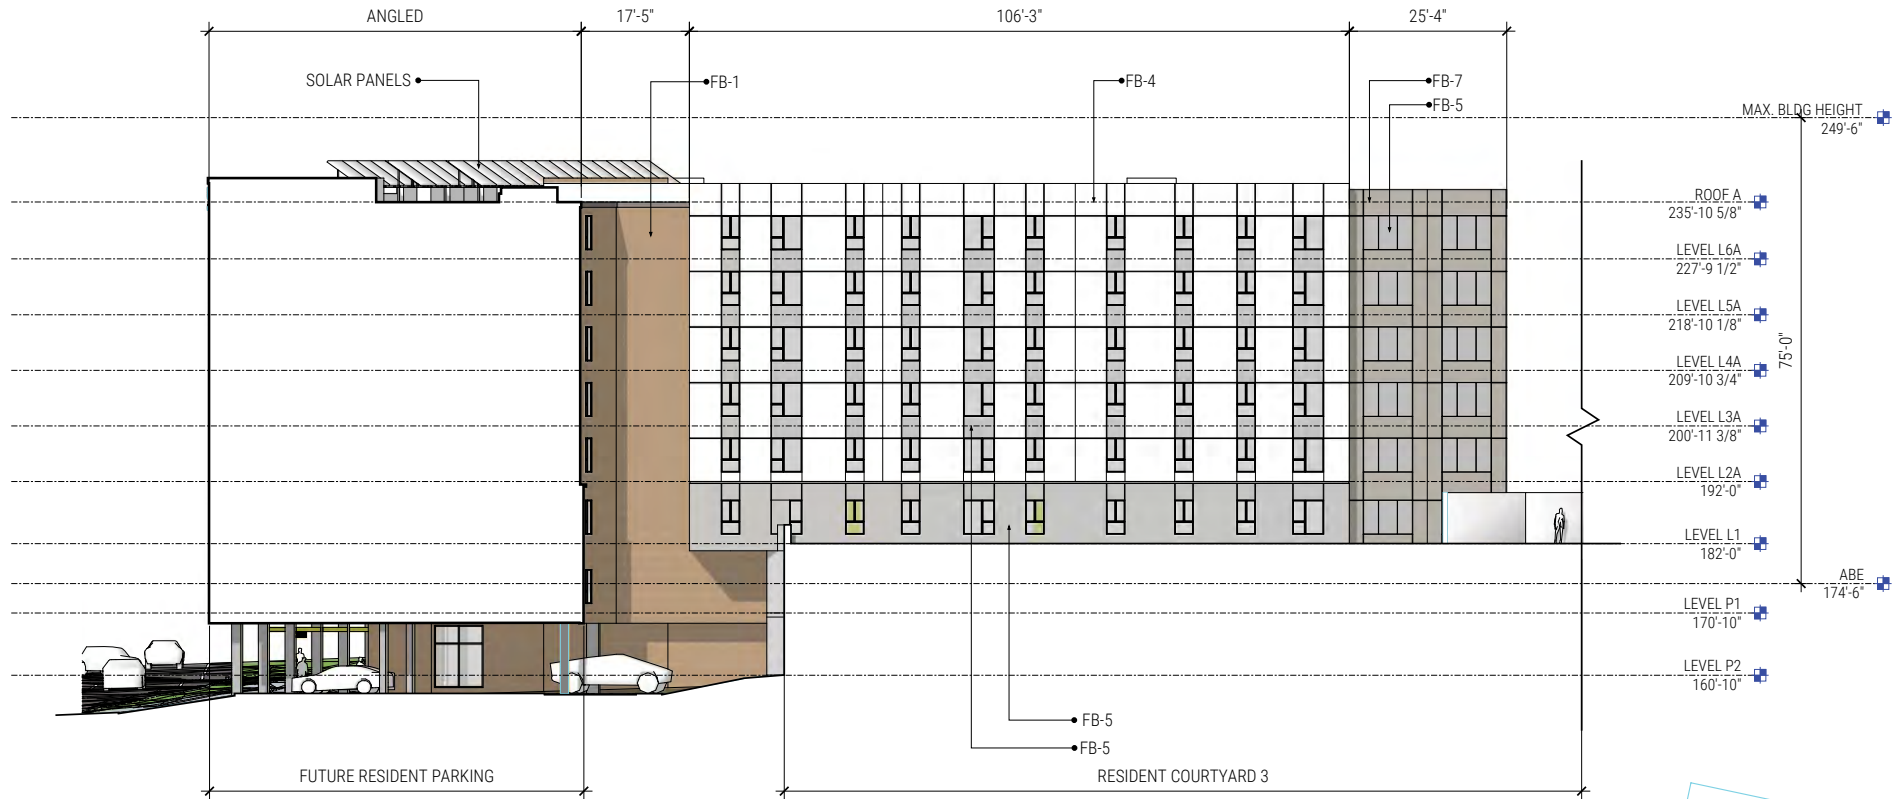 ANGLED
17'-5"
106'-3"
25'-4"
SOLAR PANELS
FB-1
FB-4
FB-7
FB-5
MAX. BLDG HEIGHT
249'-6"
ROOF A
235'-10 5/8"
LEVEL L6A
227'-9 1/2"
LEVEL L5A
218'-10 1/8"
75'-0"
LEVEL L4A
209'-10 3/4"
LEVEL L3A
200'-11 3/8"
LEVEL L2A
192'-0"
LEVEL L1
182'-0"
ABE
174'-6"
LEVEL P1
170'-10"
LEVEL P2
160'-10"
FB-5
FB-5
FUTURE RESIDENT PARKING
RESIDENT COURTYARD 3